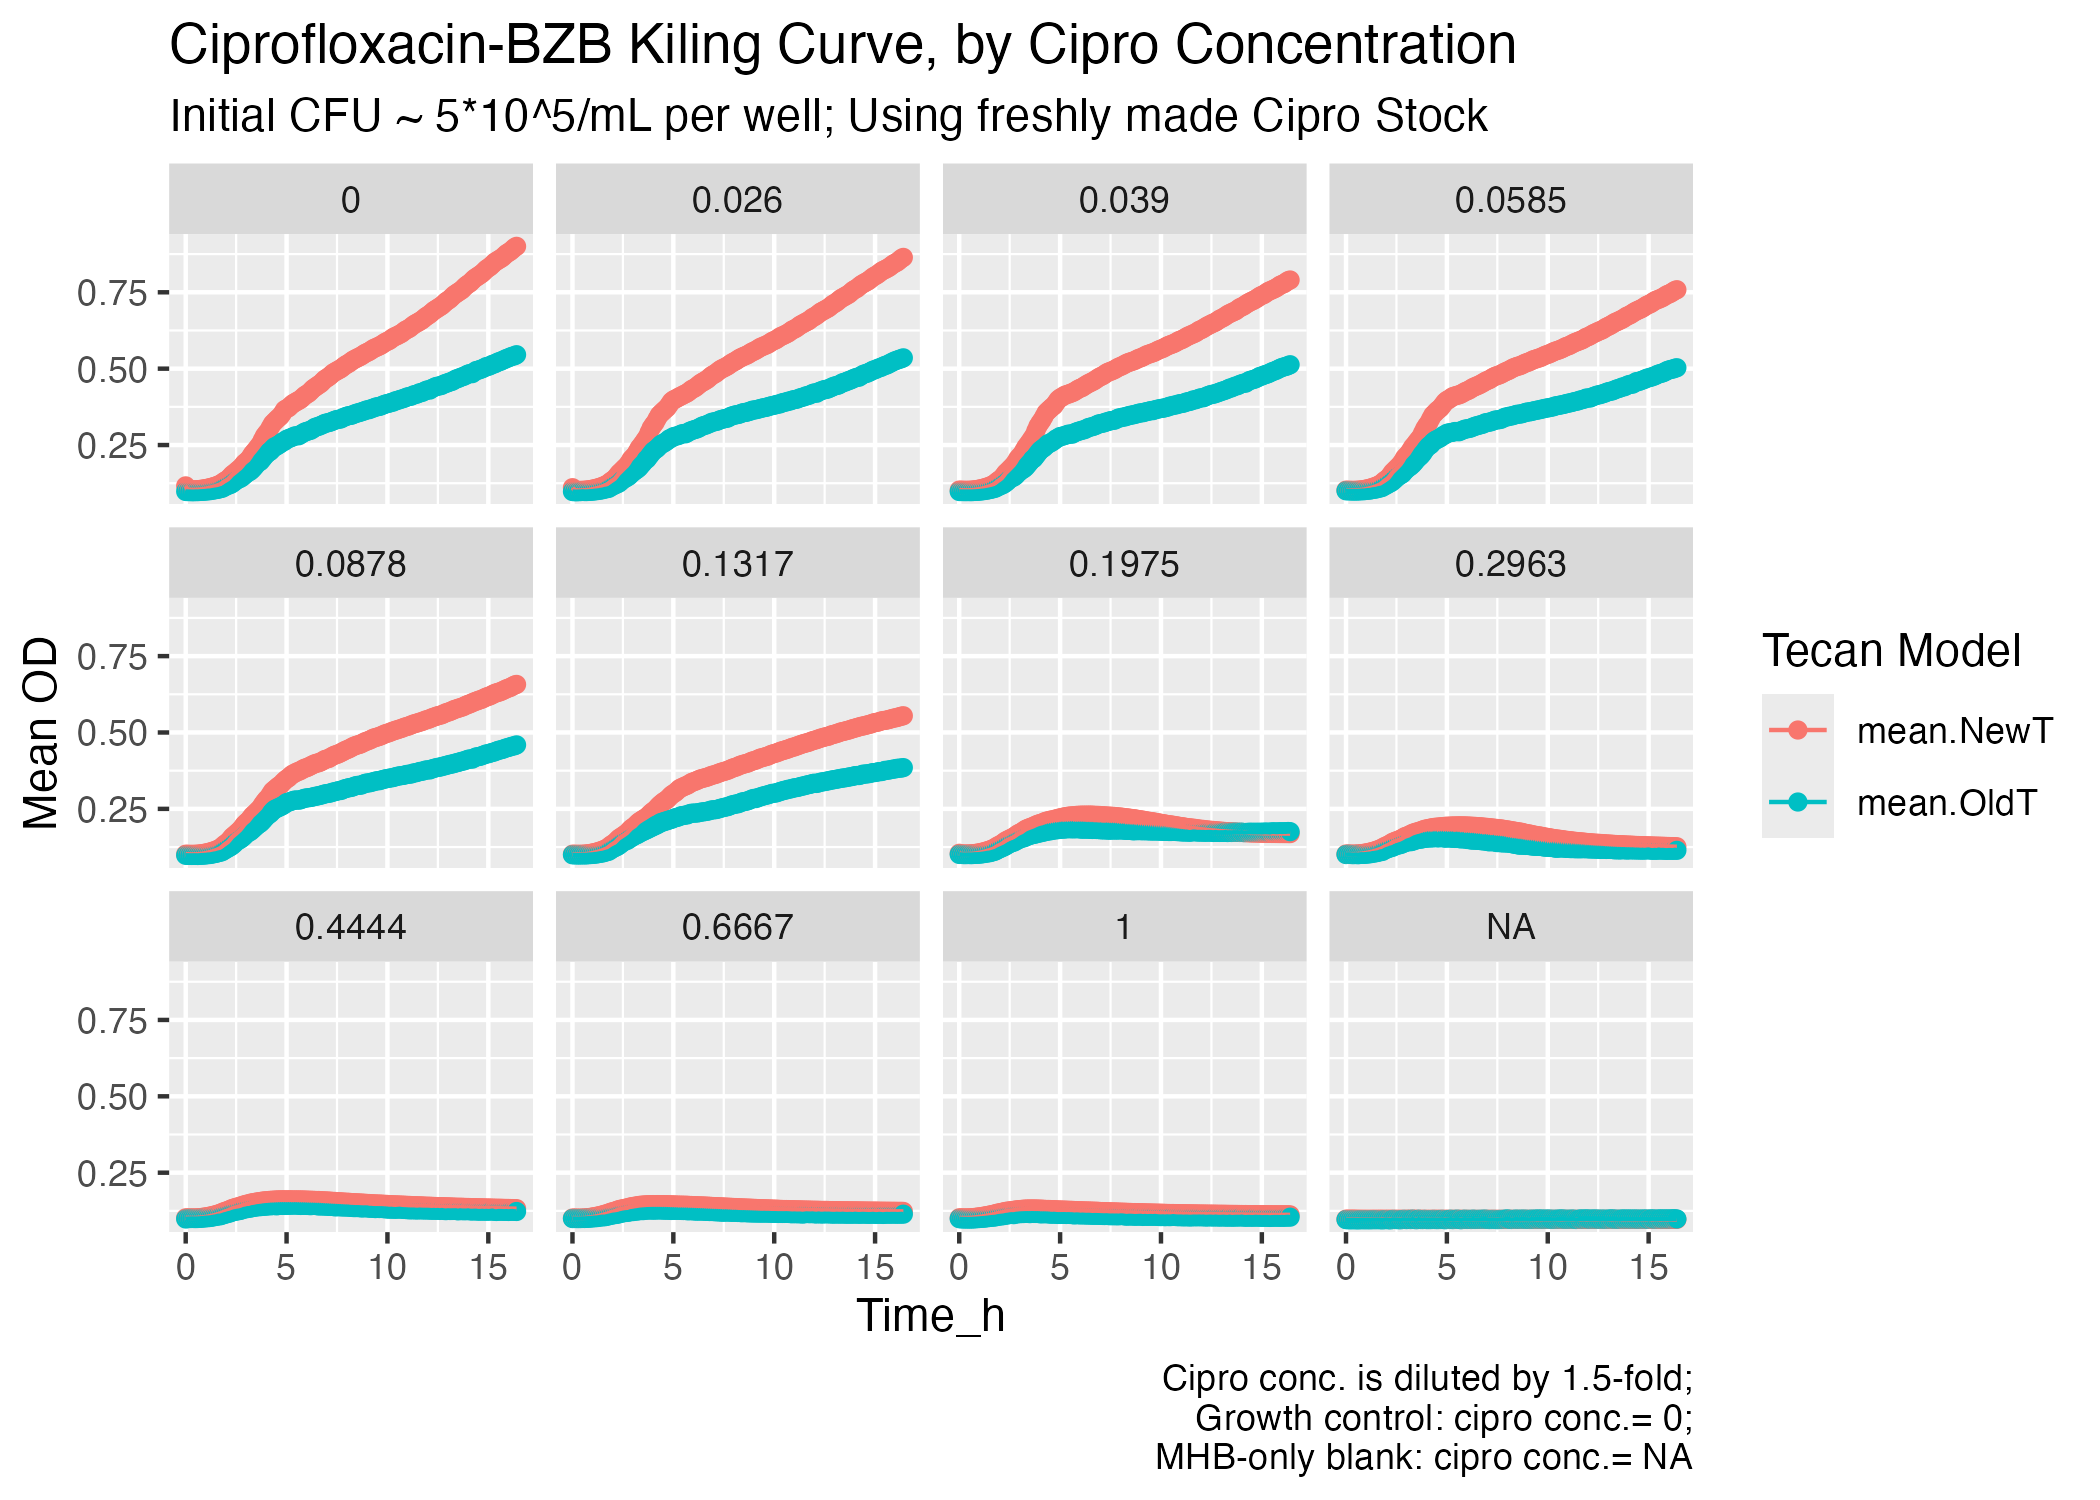 Ciprofloxacin-BZB Kiling Curve, by Cipro Concentration
Initial CFU ~ 5*10^5/mL per well; Using freshly made Cipro Stock
0 0.026 0.039 0.0585
0.75
0.50
0.25
0.0878 0.1317 0.1975 0.2963
0.75
0.50
0.25
0.4444 0.6667 1 NA
0.75
0.50
0.25
0 5 10 15 0 5 10 15 0 5 10 15 0 5 10 15
Mean OD
Time_h
Tecan Model
mean.NewT
mean.OldT
Cipro conc. is diluted by 1.5-fold;
Growth control: cipro conc.= 0;
MHB-only blank: cipro conc.= NA